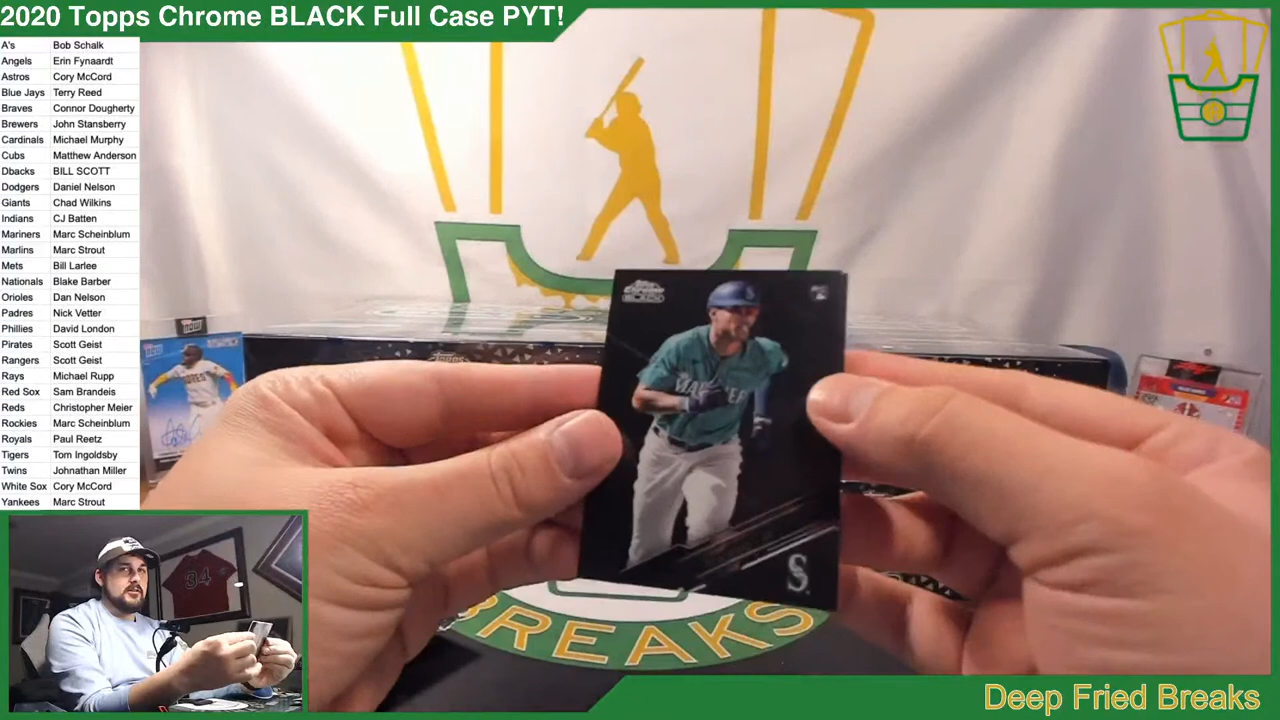 2020 Topps Chrome BLACK Full Case PYT!
A's Bob Schalk
Angels Erin Fynaardt
Astros Cory McCord
Blue Jays Terry Reed
Braves Connor Dougherty
Brewers John Stansberry
Cardinals Michael Murphy
Cubs Matthew Anderson
Dbacks BILL SCOTT
Dodgers Daniel Nelson
Giants Chad Wilkins
Indians CJ Batten
Mariners Marc Scheinblum
Marlins Marc Strout
Mets Bill Larlee
Nationals Blake Barber
Orioles Dan Nelson
Padres Nick Vetter
Phillies David London
Pirates Scott Geist
Rangers Scott Geist
Rays Michael Rupp
Red Sox Sam Brandeis
Reds Christopher Meier
Rockies Marc Scheinblum
Royals Paul Reetz
Tigers Tom Ingoldsby
Twins Johnathan Miller
White Sox Cory McCord
Yankees Marc Strout
Topps
Chrome
BLACK
S
BREAKS
34
Deep Fried Breaks